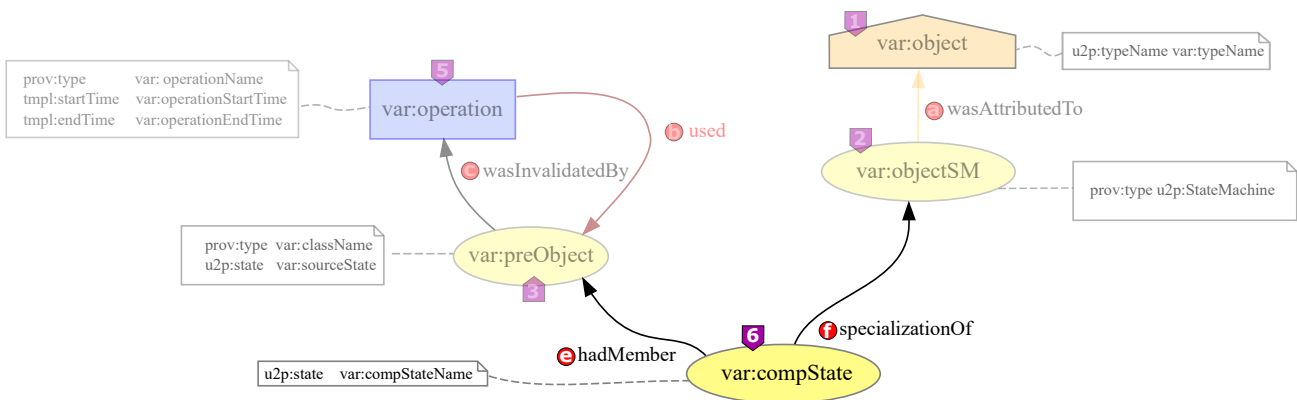 1
var:object
u2p:typeName var:typeName
5
prov:type var: operationName
tmpl:startTime var:operationStartTime
tmpl:endTime var:operationEndTime
var:operation
b used
a wasAttributedTo
2
var:objectSM
c wasInvalidatedBy
prov:type u2p:StateMachine
prov:type var:className
u2p:state var:sourceState
var:preObject
3
6
f specializationOf
e hadMember
u2p:state var:compStateName
var:compState